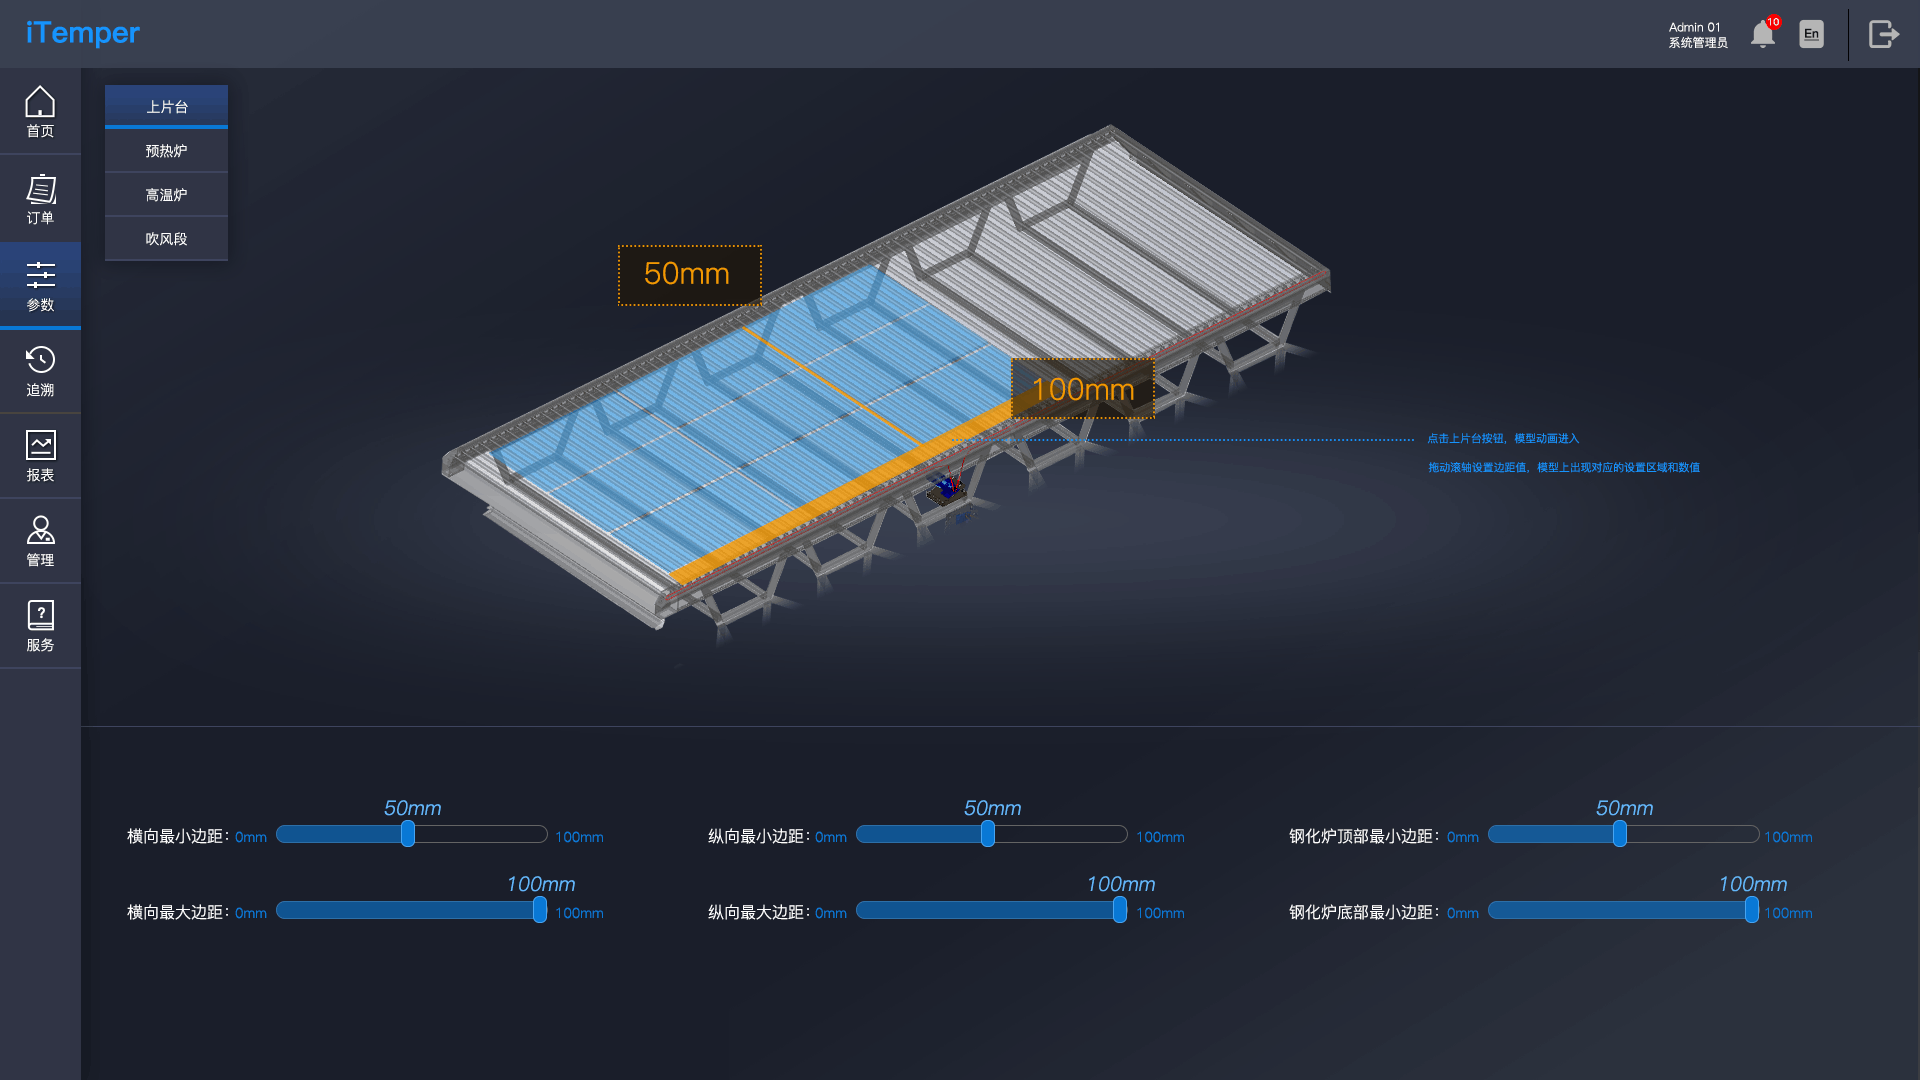 iTemper
Admin 01
系统管理员
10
En
首页
订单
参数
追溯
报表
管理
服务
上片台
预热炉
高温炉
吹风段
50mm
100mm
点击上片台按钮，模型动画进入
拖动滚轴设置边距值，模型上出现对应的设置区域和数值
50mm
横向最小边距： 0mm 100mm
50mm
纵向最小边距： 0mm 100mm
50mm
钢化炉顶部最小边距： 0mm 100mm
100mm
横向最大边距： 0mm 100mm
100mm
纵向最大边距： 0mm 100mm
100mm
钢化炉底部最小边距： 0mm 100mm